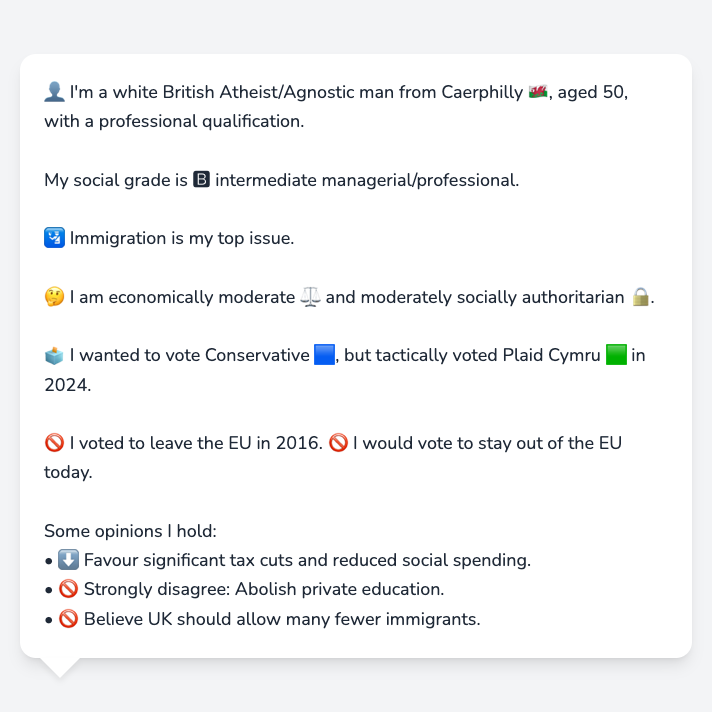 👤 I'm a white British Atheist/Agnostic man from Caerphilly 🏴󠁧󠁢󠁷󠁬󠁳󠁿, aged 50,
with a professional qualification.
My social grade is 🅱 intermediate managerial/professional.
🛂 Immigration is my top issue.
🤔 I am economically moderate ⚖️ and moderately socially authoritarian 🔒.
🗳️ I wanted to vote Conservative 🟦, but tactically voted Plaid Cymru 🟩 in
2024.
🚫 I voted to leave the EU in 2016. 🚫 I would vote to stay out of the EU
today.
Some opinions I hold:
• ⬇️ Favour significant tax cuts and reduced social spending.
• 🚫 Strongly disagree: Abolish private education.
• 🚫 Believe UK should allow many fewer immigrants.